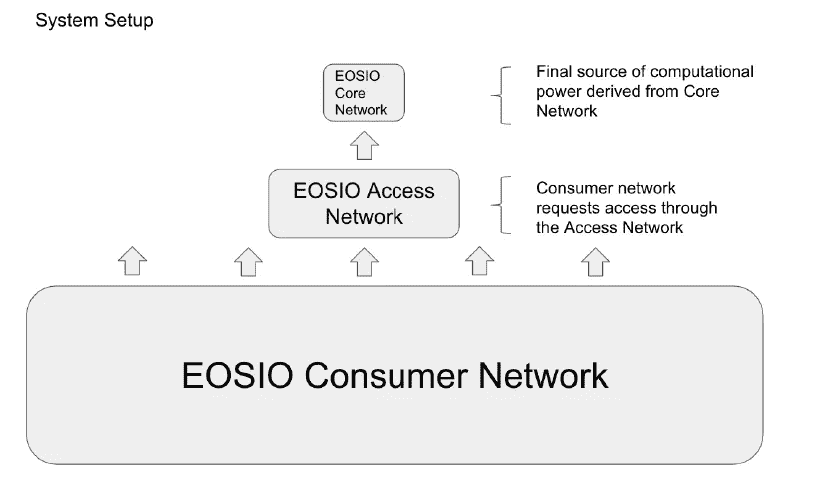 System Setup
EOSIO
Core
Network
Final source of computational
power derived from Core
Network
EOSIO Access
Network
Consumer network
requests access through
the Access Network
EOSIO Consumer Network